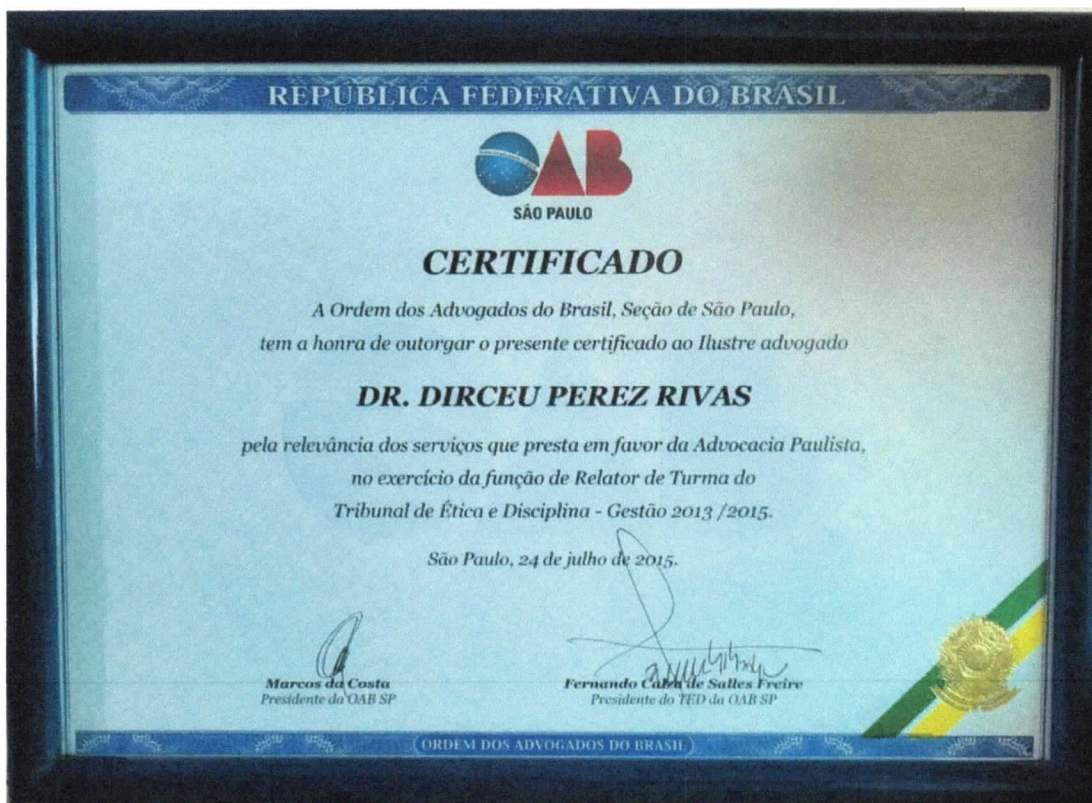 REPÚBLICA FEDERATIVA DO BRASIL
OAB
SÃO PAULO
CERTIFICADO
A Ordem dos Advogados do Brasil, Seção de São Paulo,
tem a honra de outorgar o presente certificado ao Ilustre advogado
DR. DIRCEU PEREZ RIVAS
pela relevância dos serviços que presta em favor da Advocacia Paulista,
no exercício da função de Relator de Turma do
Tribunal de Ética e Disciplina - Gestão 2013 /2015.
São Paulo, 24 de julho de 2015.
Marcos da Costa
Presidente da OAB SP
Fernando Calza de Salles Freire
Presidente do TED da OAB SP
ORDEM DOS ADVOGADOS DO BRASIL